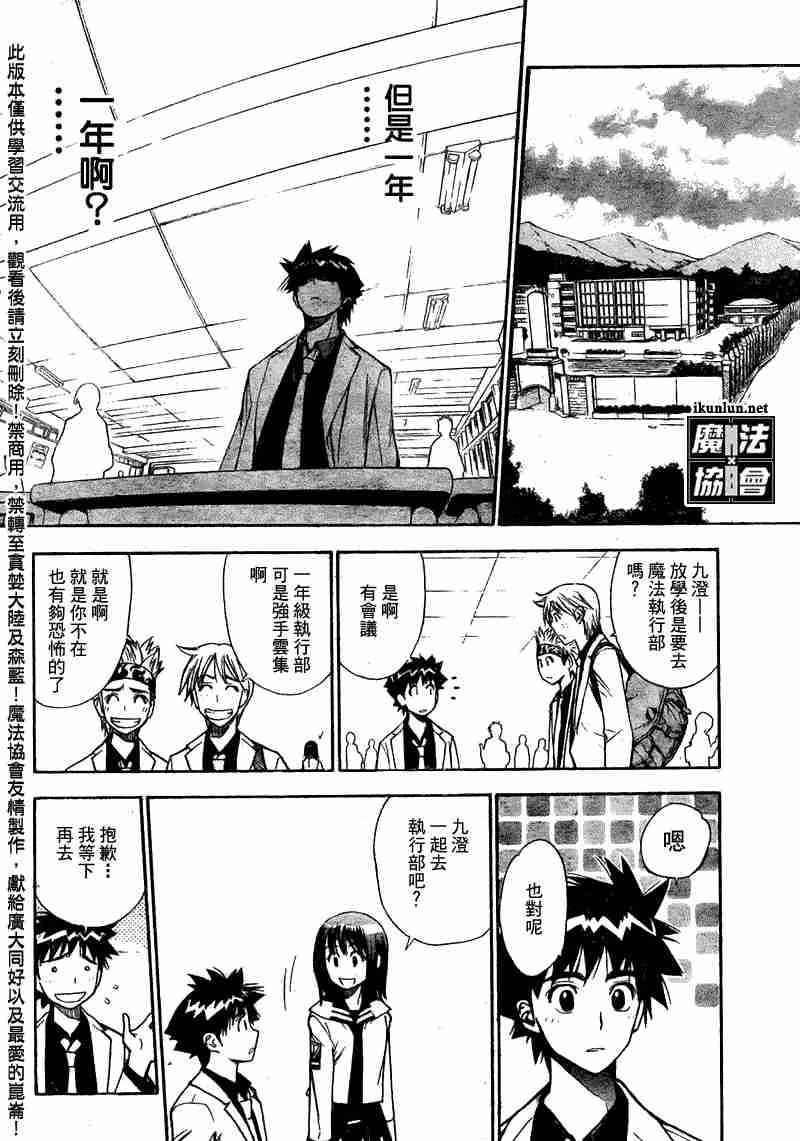 但是一年
……
一年啊？
……
ikunlun.net
魔法
協會
九澄——
放學後是要去
魔法執行部
嗎？
是啊
有會議
一年級執行部
可是強手雲集
啊
就是啊
就是你不在
也有夠恐怖的了
嗯
也對呢
九澄
一起去
執行部吧？
抱歉…
我等下
再去
此版本僅供學習交流用，觀看後請立刻刪除！禁商用，禁轉至貪婪大陸及森藍！魔法協會友情製作，獻給廣大同好以及最愛的崑崙！